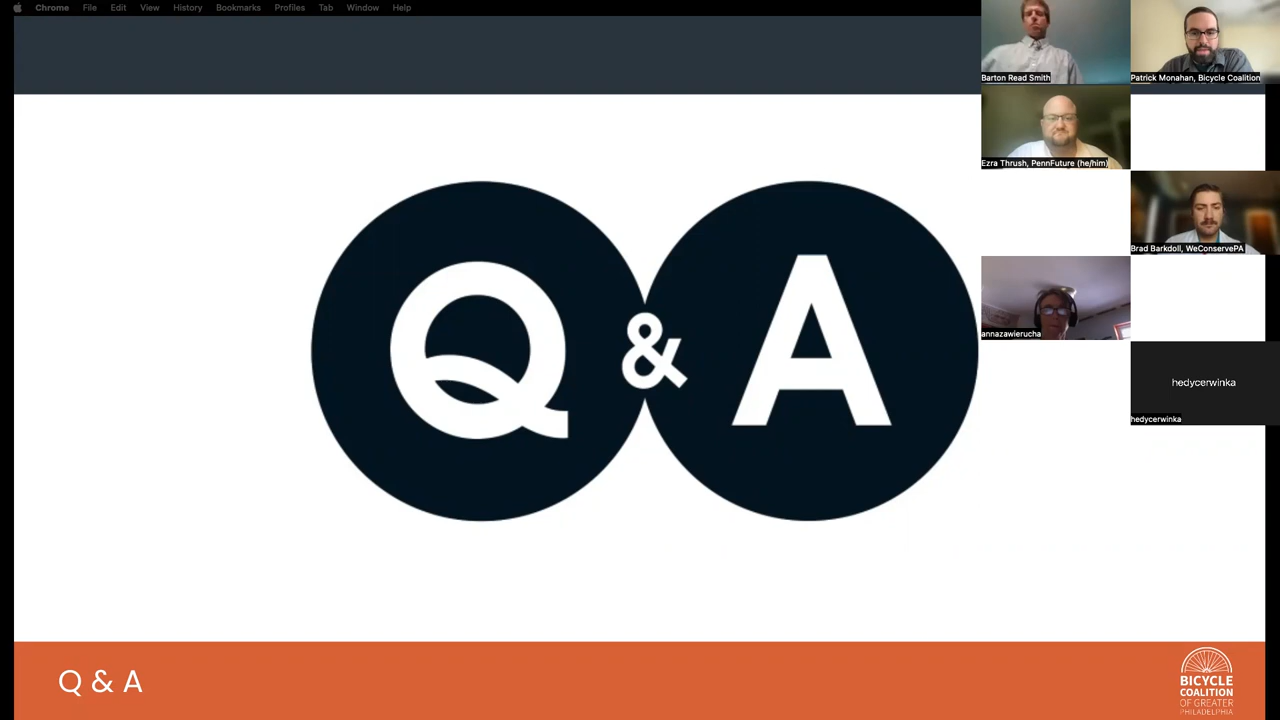 Chrome File Edit View History Bookmarks Profiles Tab Window Help
Barton Read Smith
Patrick Monahan, Bicycle Coalition
Ezra Thrush, PennFuture (he/him)
Brad Barkdoll, WeConservePA
annazawierucha
hedycerwinka
hedycerwinka
Q & A
Q & A
BICYCLE
COALITION
OF GREATER
PHILADELPHIA